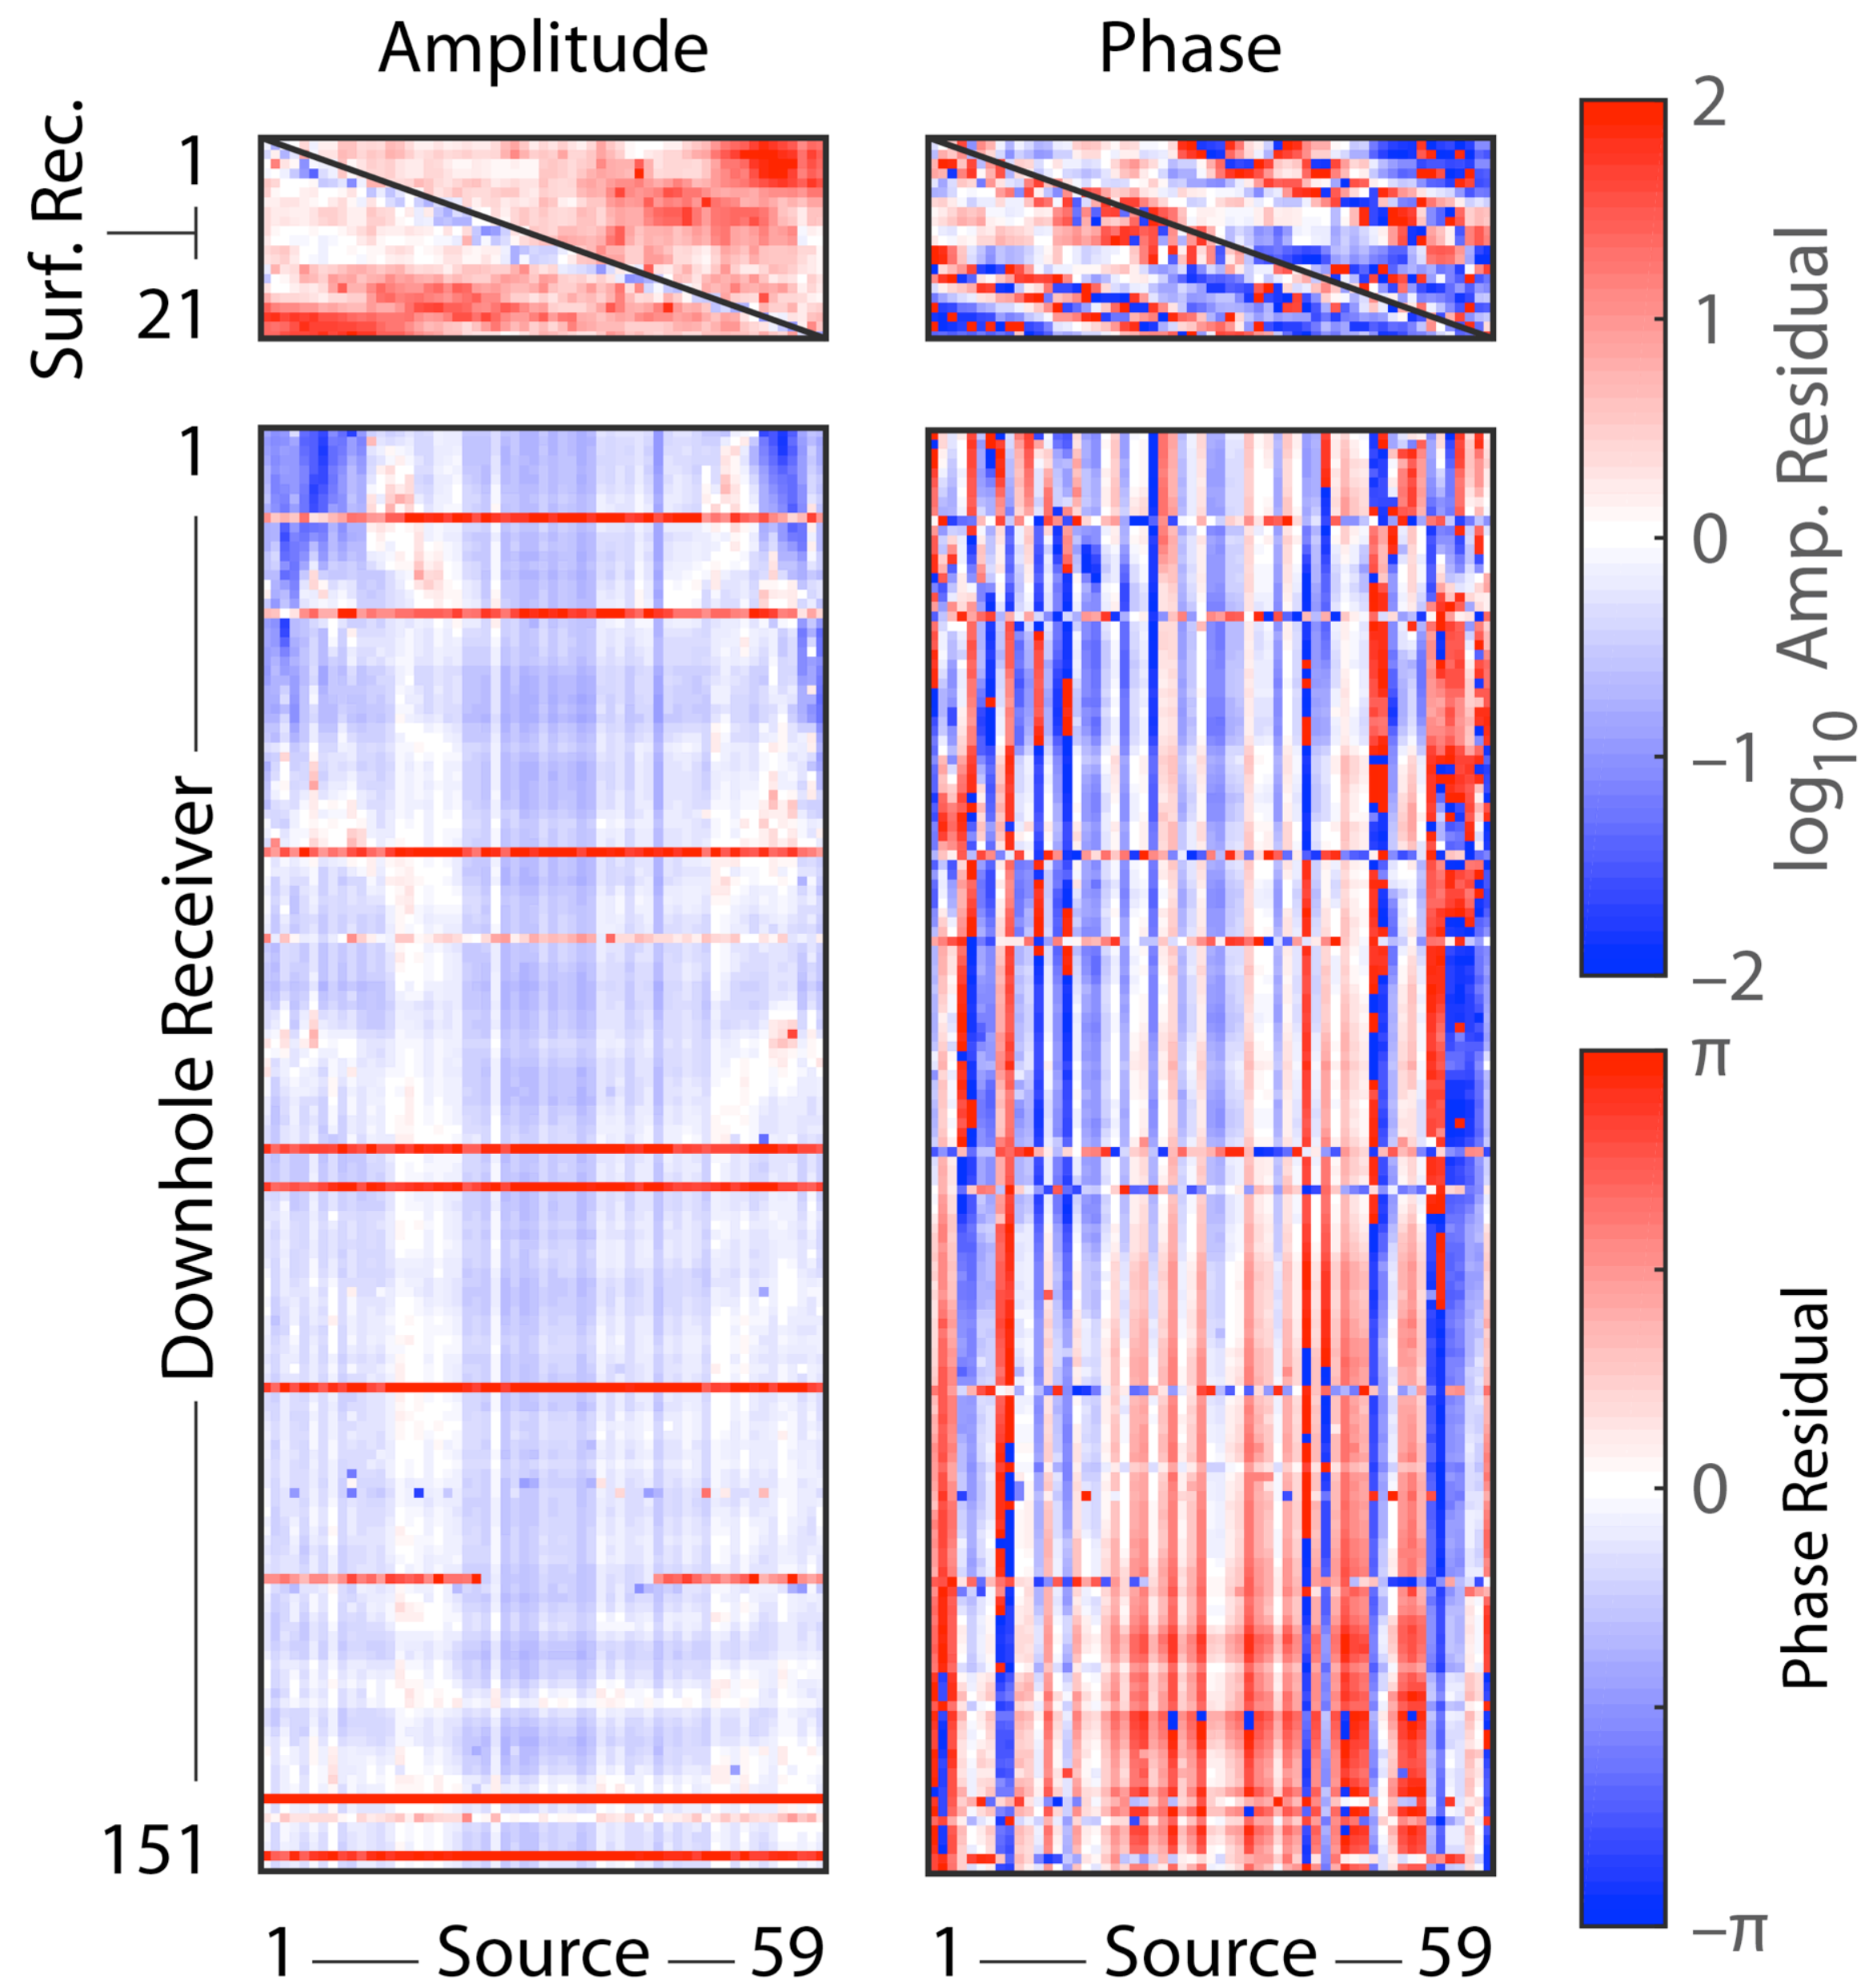 Amplitude
Phase
Surf. Rec.
1
21
Downhole Receiver
1
151
1 Source 59
1 Source 59
2
1
0
−1
−2
log10 Amp. Residual
π
0
−π
Phase Residual